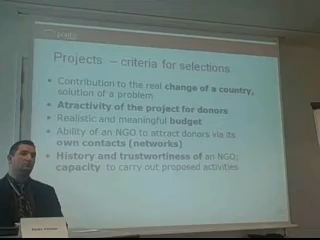 Projects – criteria for selections
• Contribution to the real change of a country,
solution of a problem
• Atractivity of the project for donors
• Realistic and meaningful budget
• Ability of an NGO to attract donors via its
own contacts (networks)
• History and trustwortiness of an NGO;
capacity to carry out proposed activities